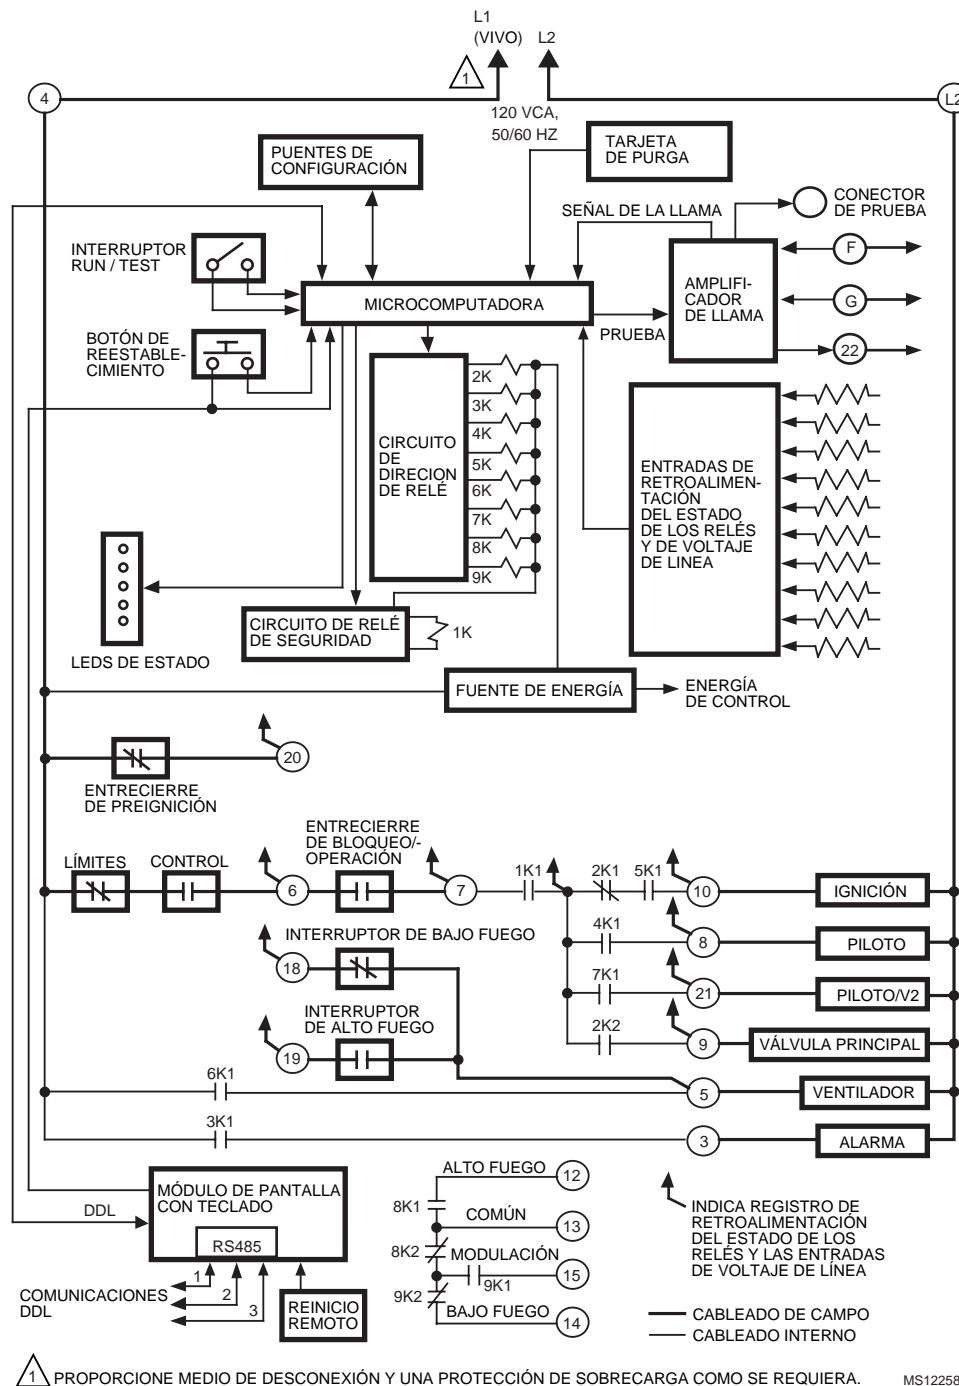 L1
(VIVO)
L2
1
4
L2
120 VCA,
50/60 HZ
PUENTES DE
CONFIGURACIÓN
TARJETA
DE PURGA
SEÑAL DE LA LLAMA
CONECTOR
DE PRUEBA
INTERRUPTOR
RUN / TEST
F
MICROCOMPUTADORA
AMPLIFI-
CADOR
DE LLAMA
G
PRUEBA
BOTÓN DE
REESTABLE-
CIMIENTO
22
2K
3K
4K
5K
6K
7K
8K
9K
CIRCUITO
DE
DIRECION
DE RELÉ
ENTRADAS DE
RETROALIMEN-
TACIÓN
DEL ESTADO
DE LOS RELÉS
Y DE VOLTAJE
DE LINEA
LEDS DE ESTADO
CIRCUITO DE RELÉ
DE SEGURIDAD
1K
FUENTE DE ENERGÍA
ENERGÍA
DE CONTROL
20
ENTRECIERRE
DE PREIGNICIÓN
ENTRECIERRE
DE BLOQUEO/-
OPERACIÓN
LÍMITES
CONTROL
6
7
1K1
2K1
5K1
10
IGNICIÓN
INTERRUPTOR DE BAJO FUEGO
18
4K1
8
PILOTO
7K1
21
PILOTO/V2
INTERRUPTOR
DE ALTO FUEGO
19
2K2
9
VÁLVULA PRINCIPAL
6K1
5
VENTILADOR
3K1
3
ALARMA
MÓDULO DE PANTALLA
CON TECLADO
DDL
RS485
1
2
3
COMUNICACIONES
DDL
REINICIO
REMOTO
ALTO FUEGO
12
8K1
COMÚN
13
8K2
MODULACIÓN
15
9K1
9K2
BAJO FUEGO
14
INDICA REGISTRO DE
RETROALIMENTACIÓN
DEL ESTADO DE LOS
RELÉS Y LAS ENTRADAS
DE VOLTAJE DE LÍNEA
CABLEADO DE CAMPO
CABLEADO INTERNO
1 PROPORCIONE MEDIO DE DESCONEXIÓN Y UNA PROTECCIÓN DE SOBRECARGA COMO SE REQUIERA.
MS12258